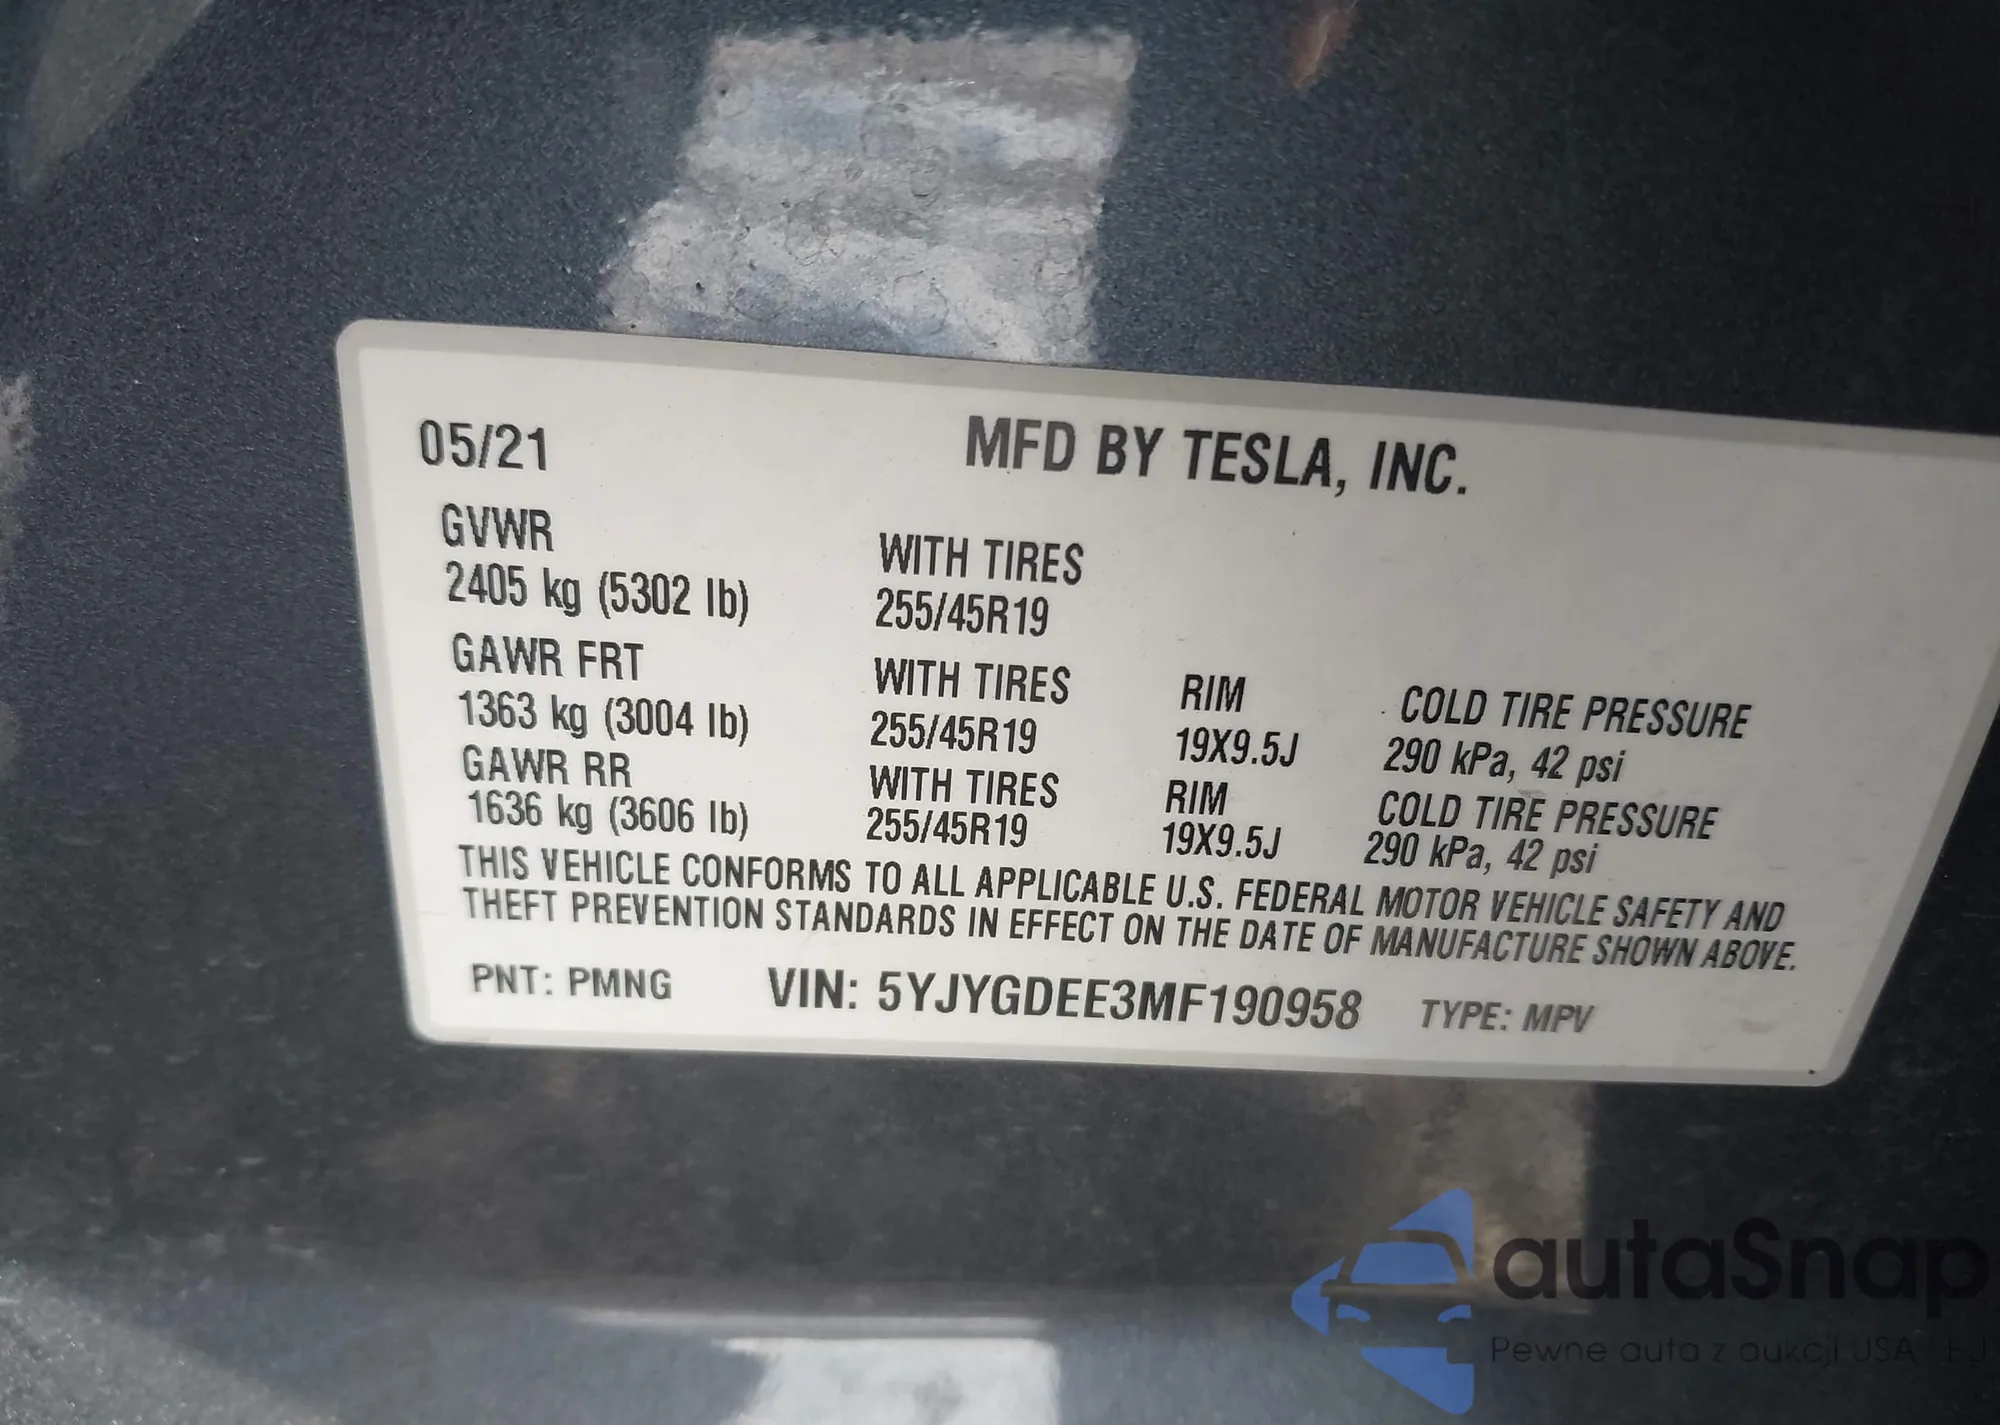 05/21 MFD BY TESLA, INC.
GVWR WITH TIRES
2405 kg (5302 lb) 255/45R19
GAWR FRT WITH TIRES RIM COLD TIRE PRESSURE
1363 kg (3004 lb) 255/45R19 19X9.5J 290 kPa, 42 psi
GAWR RR WITH TIRES RIM COLD TIRE PRESSURE
1636 kg (3606 lb) 255/45R19 19X9.5J 290 kPa, 42 psi
THIS VEHICLE CONFORMS TO ALL APPLICABLE U.S. FEDERAL MOTOR VEHICLE SAFETY AND
THEFT PREVENTION STANDARDS IN EFFECT ON THE DATE OF MANUFACTURE SHOWN ABOVE.
PNT: PMNG VIN: 5YJYGDEE3MF190958 TYPE: MPV
autaSnap
Pewne auta z aukcji USA